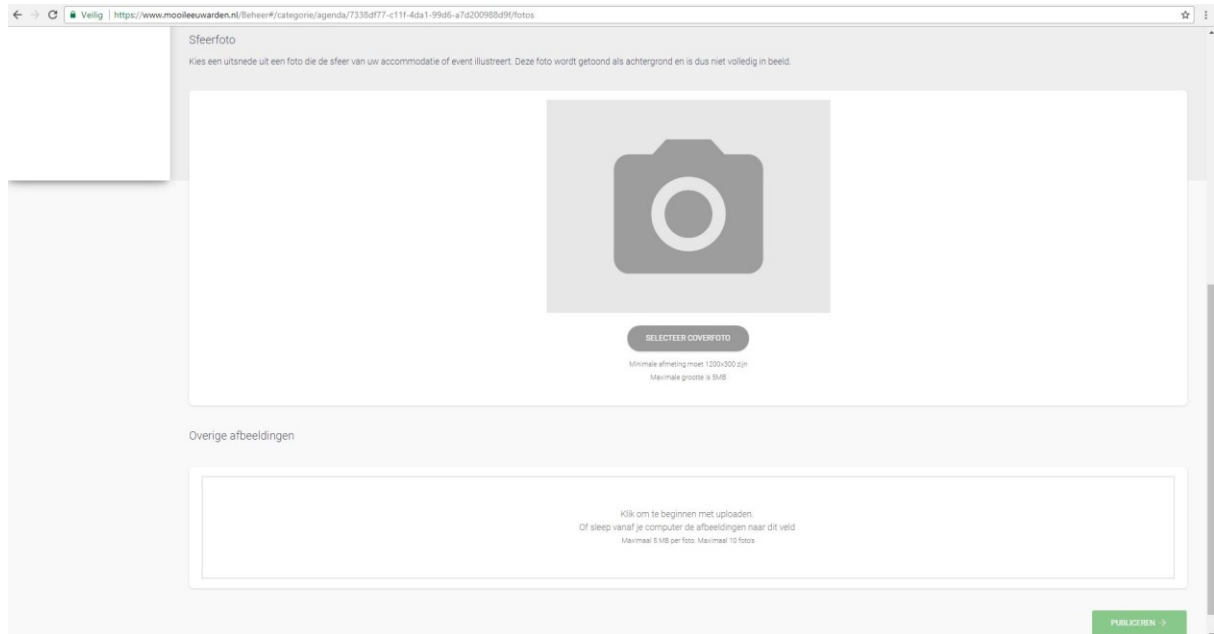 Veilig | https://www.mooileeuwarden.nl/Beheer#/categorie/agenda/7338df77-c11f-4da1-99d6-a7d200988d9f/fotos
Sfeerfoto
Kies een uitsnede uit een foto die de sfeer van uw accommodatie of event illustreert. Deze foto wordt getoond als achtergrond en is dus niet volledig in beeld.
SELECTEER COVERFOTO
Minimale afmeting moet 1200x300 zijn
Maximale grootte is 5MB
Overige afbeeldingen
Klik om te beginnen met uploaden.
Of sleep vanaf je computer de afbeeldingen naar dit veld
Maximaal 5 MB per foto. Maximaal 10 foto's
PUBLICEREN →